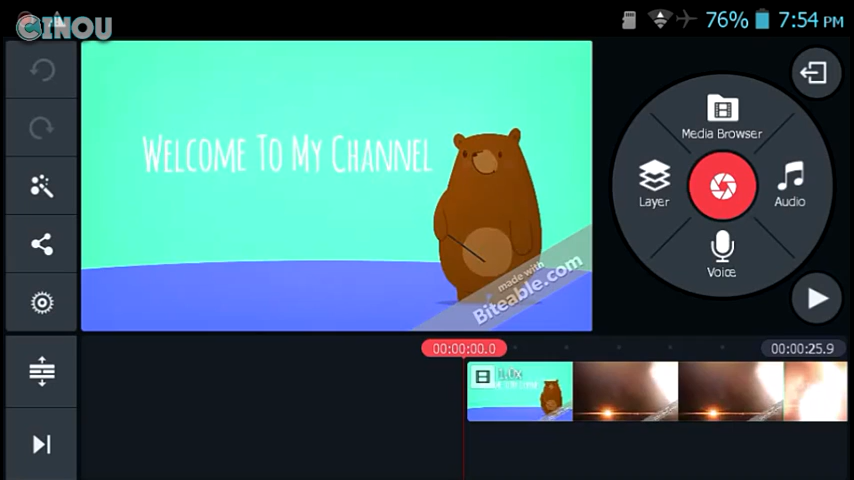 CINOU
76% 7:54 PM
WELCOME TO MY CHANNEL
made with
Biteable.com
Media Browser
Layer
Audio
Voice
00:00:00.0
00:00:25.9
1.0x